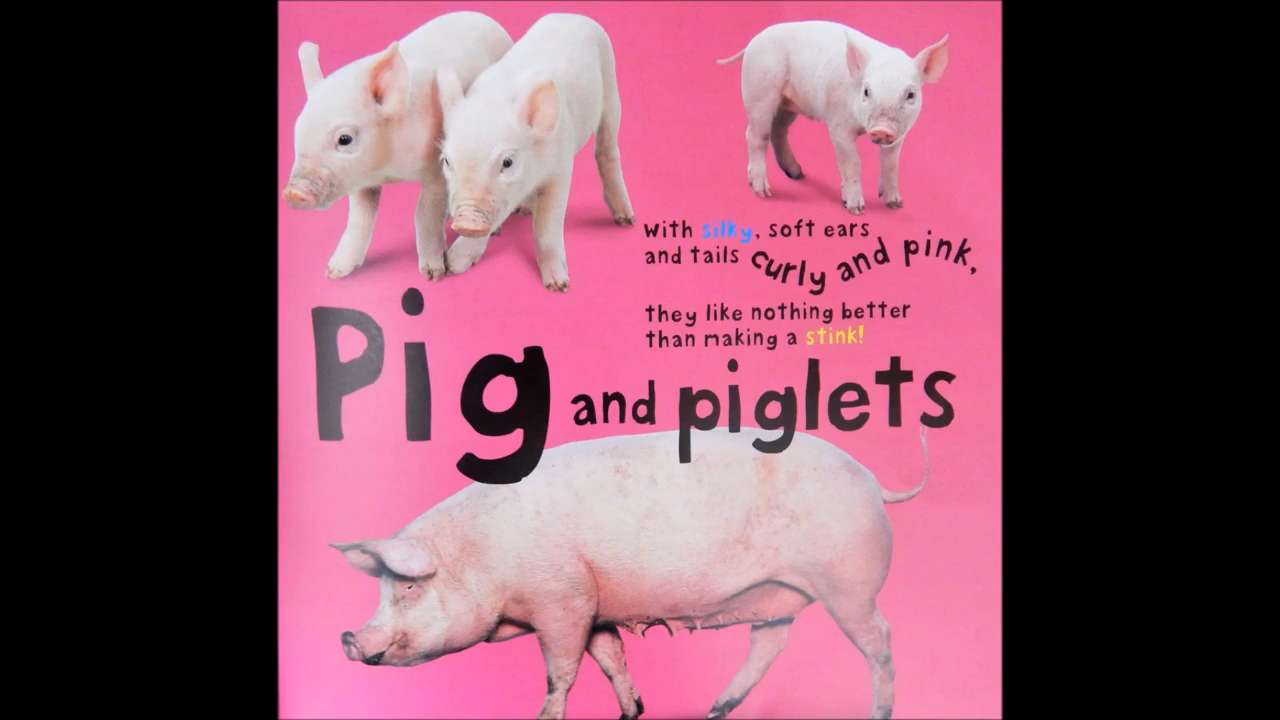 With silky, soft ears
and tails curly and pink,
they like nothing better
than making a stink!
Pig and piglets